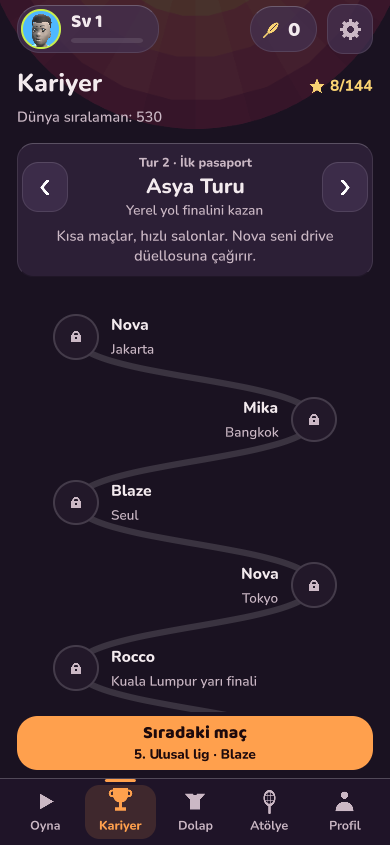 Sv 1
0
Kariyer
8/144
Dünya sıralaman: 530
Tur 2 · İlk pasaport
Asya Turu
Yerel yol finalini kazan
Kısa maçlar, hızlı salonlar. Nova seni drive
düellosuna çağırır.
Nova
Jakarta
Mika
Bangkok
Blaze
Seul
Nova
Tokyo
Rocco
Kuala Lumpur yarı finali
Sıradaki maç
5. Ulusal lig · Blaze
Oyna
Kariyer
Dolap
Atölye
Profil